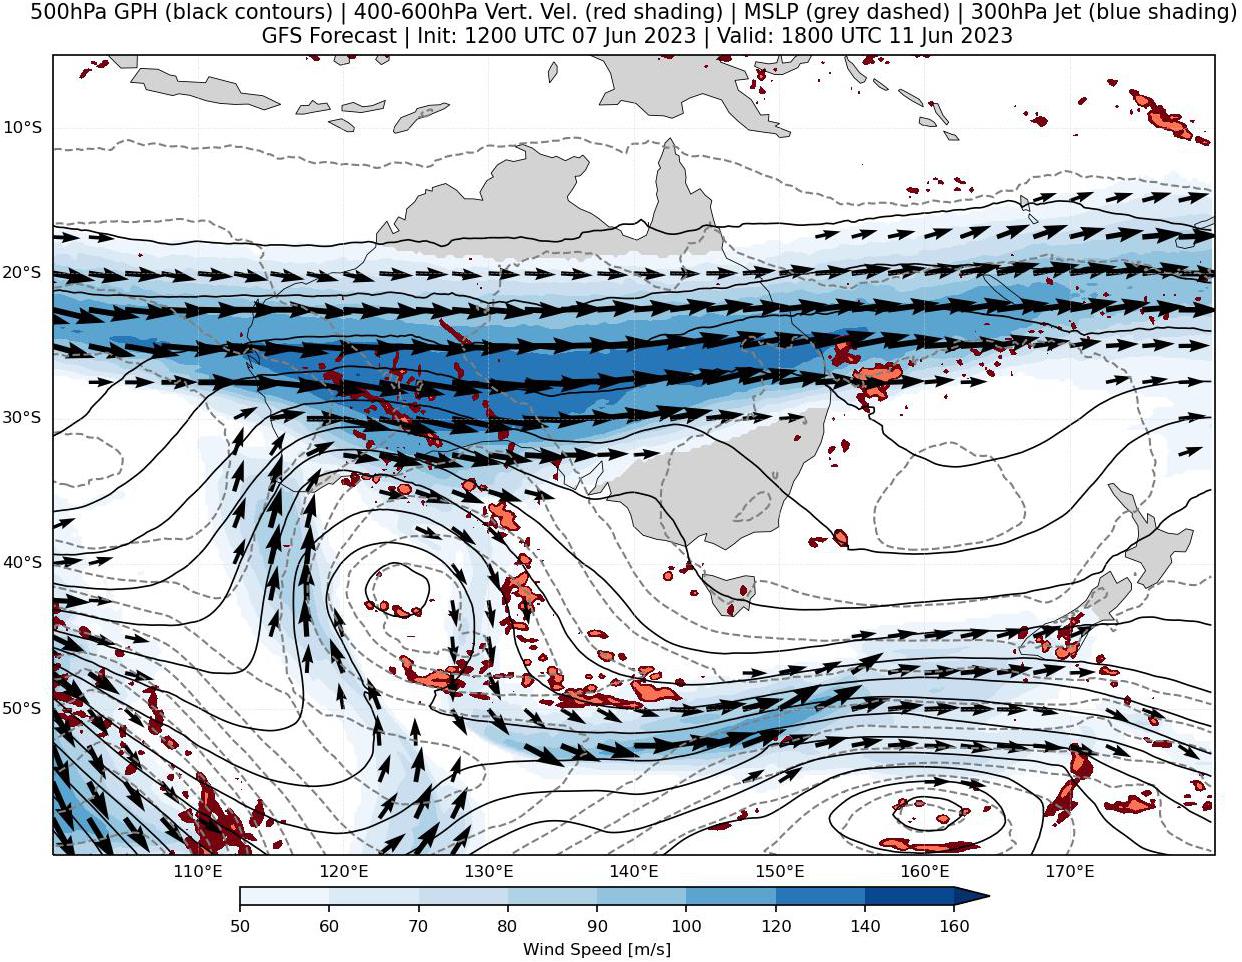 500hPa GPH (black contours) | 400-600hPa Vert. Vel. (red shading) | MSLP (grey dashed) | 300hPa Jet (blue shading)
GFS Forecast | Init: 1200 UTC 07 Jun 2023 | Valid: 1800 UTC 11 Jun 2023
10°S
20°S
30°S
40°S
50°S
110°E 120°E 130°E 140°E 150°E 160°E 170°E
50 60 70 80 90 100 120 140 160
Wind Speed [m/s]